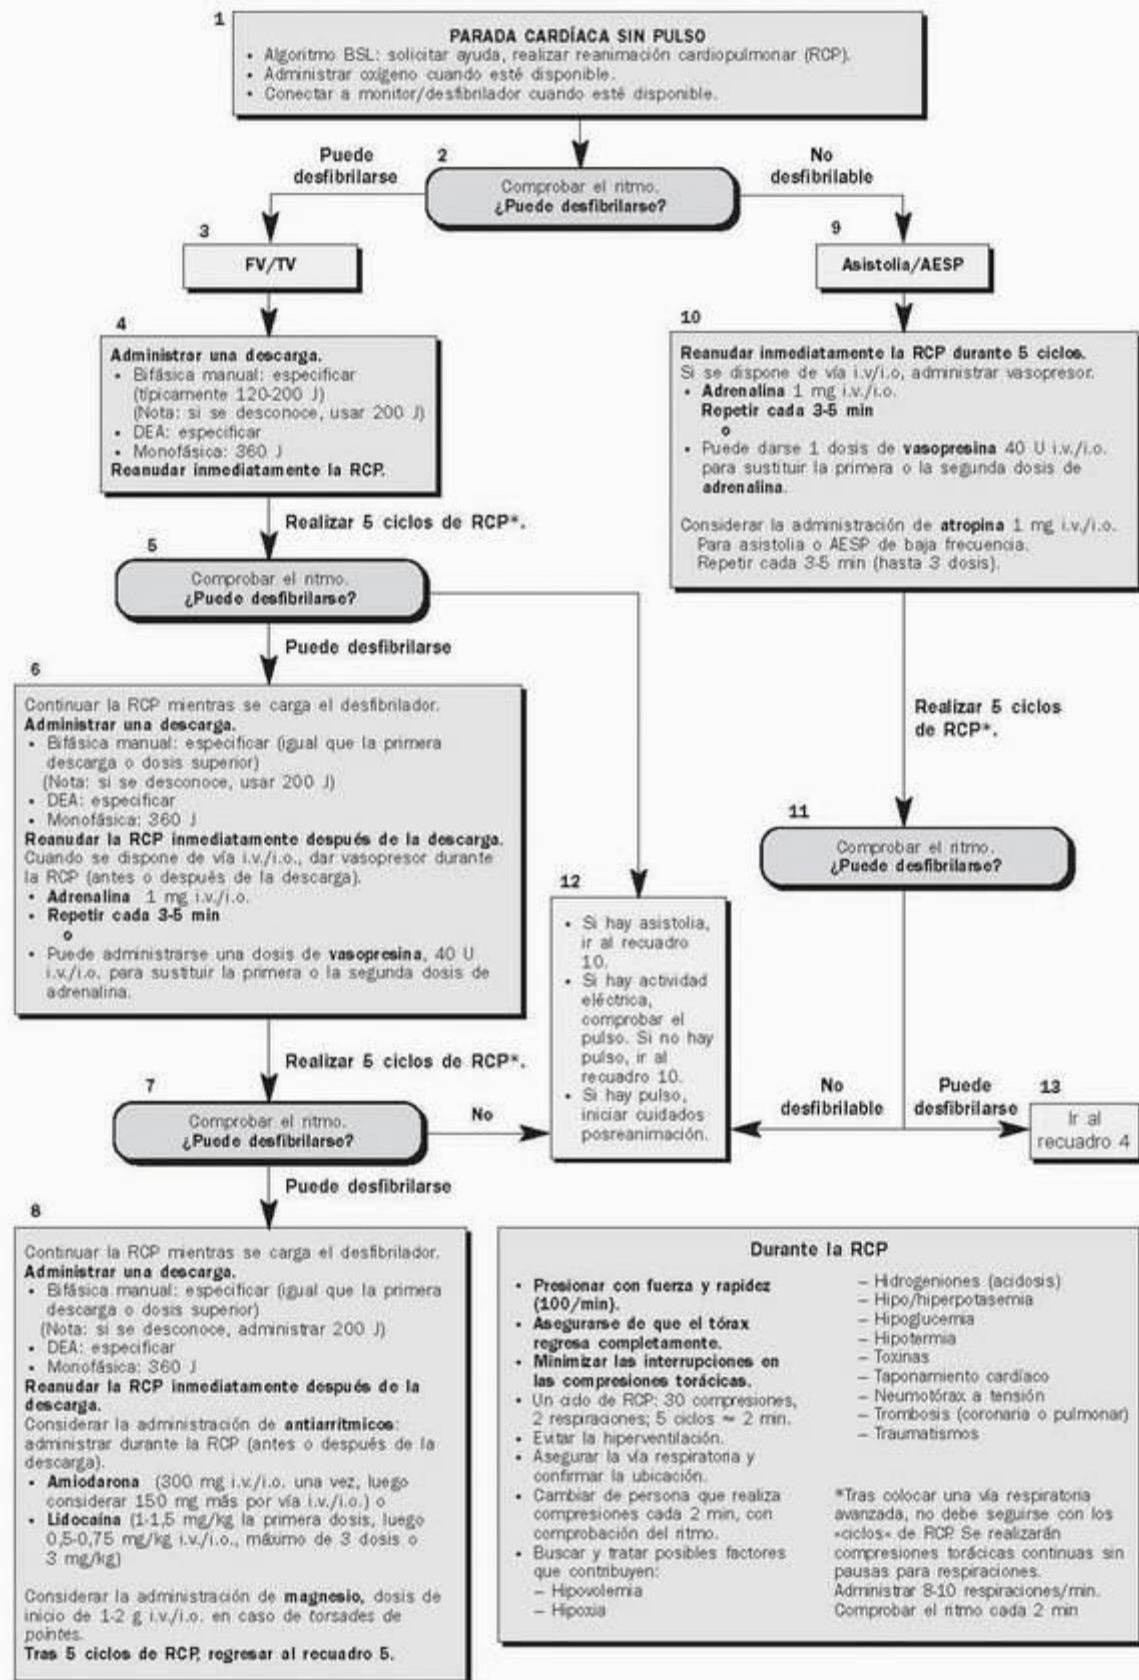 1
PARADA CARDÍACA SIN PULSO
• Algoritmo BSL: solicitar ayuda, realizar reanimación cardiopulmonar (RCP).
• Administrar oxígeno cuando esté disponible.
• Conectar a monitor/desfibrilador cuando esté disponible.
Puede
desfibrilarse
2
Comprobar el ritmo.
¿Puede desfibrilarse?
No
desfibrilable
3
FV/TV
9
Asistolia/AESP
4
Administrar una descarga.
• Bifásica manual: especificar
(típicamente 120-200 J)
(Nota: si se desconoce, usar 200 J)
• DEA: especificar
• Monofásica: 360 J
Reanudar inmediatamente la RCP.
10
Reanudar inmediatamente la RCP durante 5 ciclos.
Si se dispone de vía i.v/i.o, administrar vasopresor.
• Adrenalina 1 mg i.v./i.o.
Repetir cada 3-5 min
o
• Puede darse 1 dosis de vasopresina 40 U i.v./i.o.
para sustituir la primera o la segunda dosis de
adrenalina.
Considerar la administración de atropina 1 mg i.v./i.o.
Para asistolia o AESP de baja frecuencia.
Repetir cada 3-5 min (hasta 3 dosis).
Realizar 5 ciclos de RCP*.
5
Comprobar el ritmo.
¿Puede desfibrilarse?
Puede desfibrilarse
6
Continuar la RCP mientras se carga el desfibrilador.
Administrar una descarga.
• Bifásica manual: especificar (igual que la primera
descarga o dosis superior)
(Nota: si se desconoce, usar 200 J)
• DEA: especificar
• Monofásica: 360 J
Reanudar la RCP inmediatamente después de la descarga.
Cuando se dispone de vía i.v./i.o., dar vasopresor durante
la RCP (antes o después de la descarga).
• Adrenalina 1 mg i.v./i.o.
• Repetir cada 3-5 min
o
• Puede administrarse una dosis de vasopresina, 40 U
i.v./i.o. para sustituir la primera o la segunda dosis de
adrenalina.
Realizar 5 ciclos
de RCP*.
11
Comprobar el ritmo.
¿Puede desfibrilarse?
12
• Si hay asistolia,
ir al recuadro
10.
• Si hay actividad
eléctrica,
comprobar el
pulso. Si no hay
pulso, ir al
recuadro 10.
• Si hay pulso,
iniciar cuidados
posreanimación.
Realizar 5 ciclos de RCP*.
7
Comprobar el ritmo.
¿Puede desfibrilarse?
No
No
desfibrilable
Puede
desfibrilarse
13
Ir al
recuadro 4
Puede desfibrilarse
8
Continuar la RCP mientras se carga el desfibrilador.
Administrar una descarga.
• Bifásica manual: especificar (igual que la primera
descarga o dosis superior)
(Nota: si se desconoce, administrar 200 J)
• DEA: especificar
• Monofásica: 360 J
Reanudar la RCP inmediatamente después de la
descarga.
Considerar la administración de antiarrítmicos:
administrar durante la RCP (antes o después de la
descarga).
• Amiodarona (300 mg i.v./i.o. una vez, luego
considerar 150 mg más por vía i.v./i.o.) o
• Lidocaína (1-1,5 mg/kg la primera dosis, luego
0,5-0,75 mg/kg i.v./i.o., máximo de 3 dosis o
3 mg/kg)
Considerar la administración de magnesio, dosis de
inicio de 1-2 g i.v./i.o. en caso de torsades de
pointes.
Tras 5 ciclos de RCP, regresar al recuadro 5.
Durante la RCP
• Presionar con fuerza y rapidez
(100/min).
• Asegurarse de que el tórax
regresa completamente.
• Minimizar las interrupciones en
las compresiones torácicas.
• Un ciclo de RCP: 30 compresiones,
2 respiraciones; 5 ciclos ≈ 2 min.
• Evitar la hiperventilación.
• Asegurar la vía respiratoria y
confirmar la ubicación.
• Cambiar de persona que realiza
compresiones cada 2 min, con
comprobación del ritmo.
• Buscar y tratar posibles factores
que contribuyen:
– Hipovolemia
– Hipoxia
– Hidrogeniones (acidosis)
– Hipo/hiperpotasemia
– Hipoglucemia
– Hipotermia
– Toxinas
– Taponamiento cardíaco
– Neumotórax a tensión
– Trombosis (coronaria o pulmonar)
– Traumatismos
*Tras colocar una vía respiratoria
avanzada, no debe seguirse con los
«ciclos« de RCP. Se realizarán
compresiones torácicas continuas sin
pausas para respiraciones.
Administrar 8-10 respiraciones/min.
Comprobar el ritmo cada 2 min